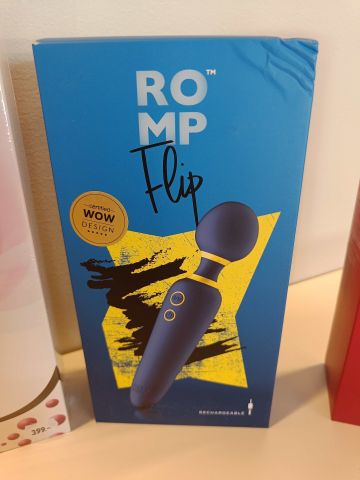 RO™
MP
Flip
certified
WOW
DESIGN
RECHARGEABLE
399.-